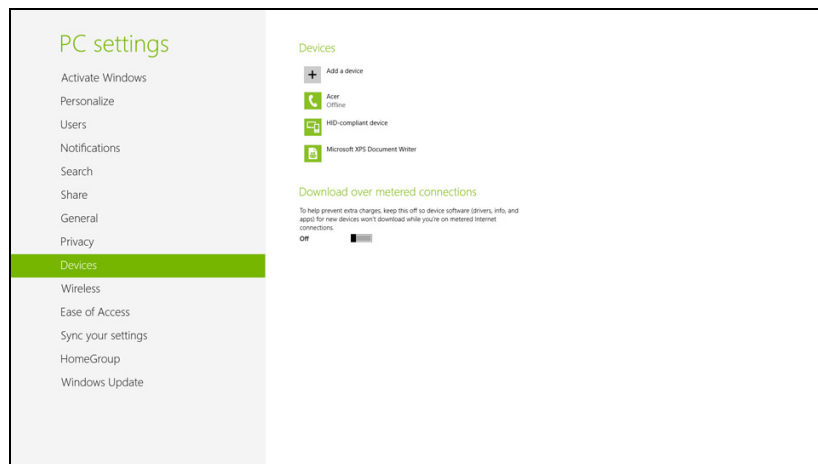 PC settings
Activate Windows
Personalize
Users
Notifications
Search
Share
General
Privacy
Devices
Wireless
Ease of Access
Sync your settings
HomeGroup
Windows Update
Devices
Add a device
Acer
Offline
HID-compliant device
Microsoft XPS Document Writer
Download over metered connections
To help prevent extra charges, keep this off so device software (drivers, info, and
apps) for new devices won't download while you're on metered Internet
connections.
Off